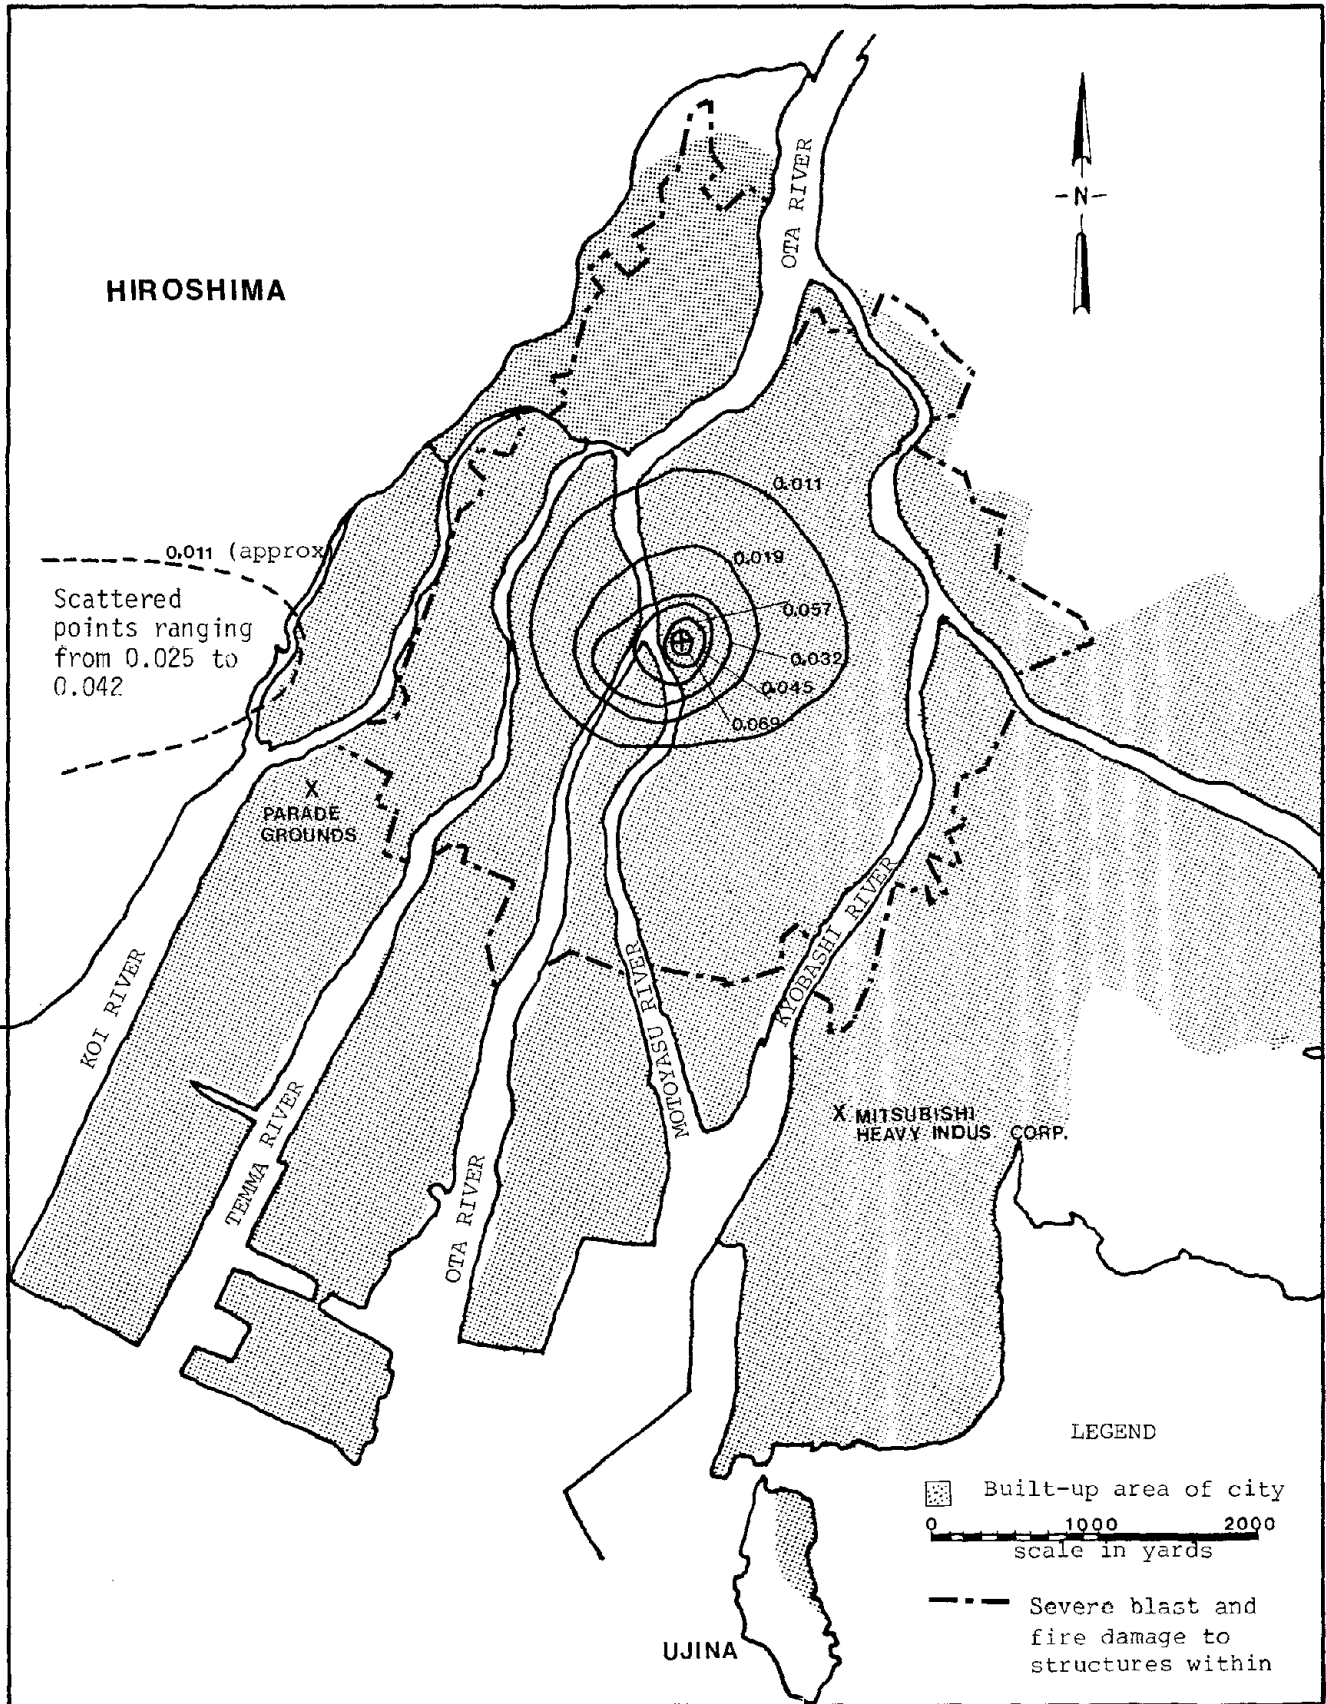 OTA RIVER
N
HIROSHIMA
0.011
0.011 (approx)
0.019
Scattered
points ranging
from 0.025 to
0.042
0.057
0.032
0.045
0.069
X
PARADE
GROUNDS
KOI RIVER
TEMMA RIVER
OTA RIVER
MOTOYASU RIVER
KYOBASHI RIVER
X MITSUBISHI
HEAVY INDUS. CORP.
LEGEND
Built-up area of city
0 1000 2000
scale in yards
Severe blast and
fire damage to
structures within
UJINA